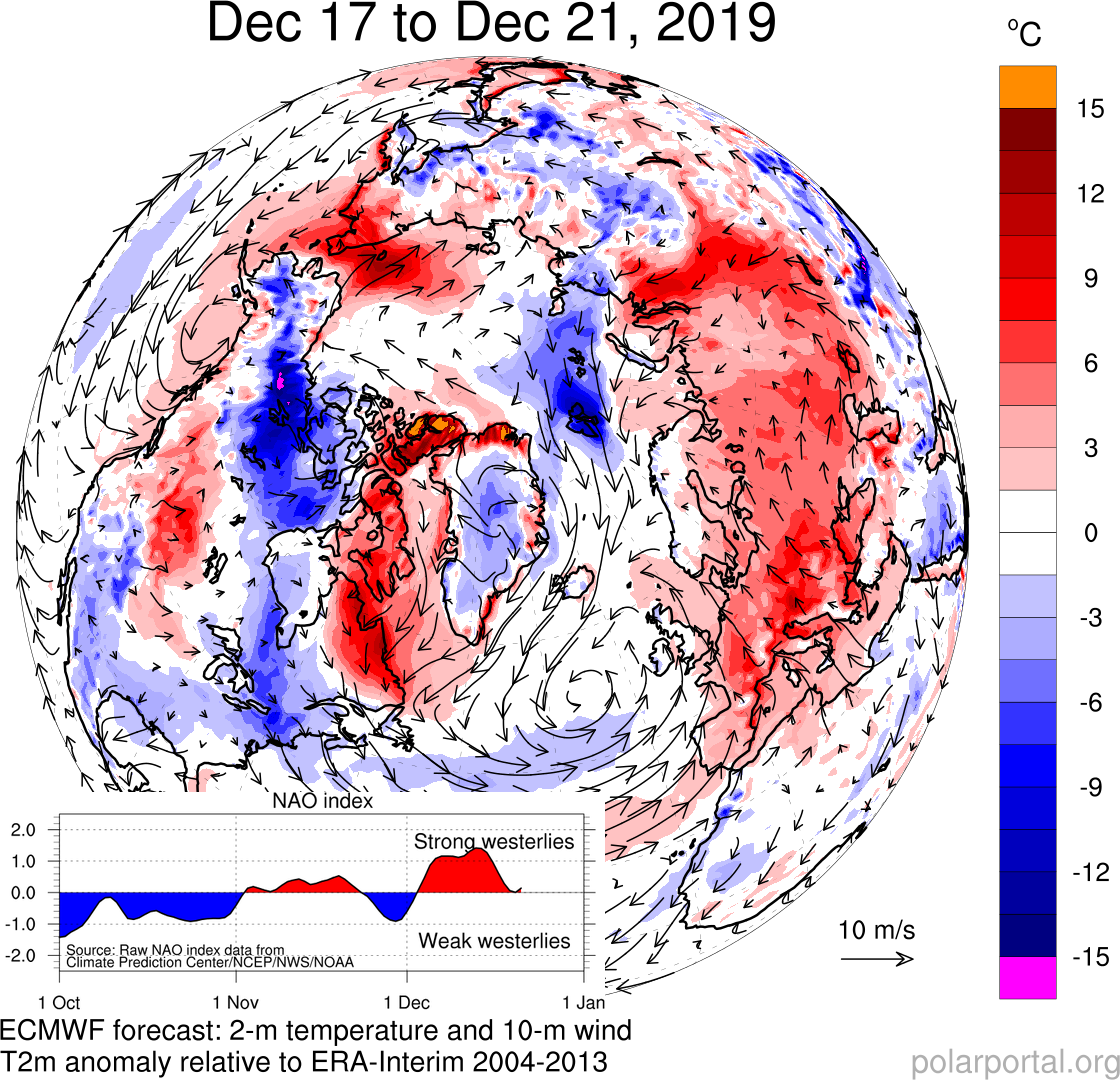 Dec 17 to Dec 21, 2019
°C
15
12
9
6
3
0
-3
-6
-9
-12
-15
NAO index
2.0
1.0
0.0
-1.0
-2.0
Strong westerlies
Weak westerlies
Source: Raw NAO index data from
Climate Prediction Center/NCEP/NWS/NOAA
1 Oct
1 Nov
1 Dec
1 Jan
10 m/s
ECMWF forecast: 2-m temperature and 10-m wind
T2m anomaly relative to ERA-Interim 2004-2013
polarportal.org